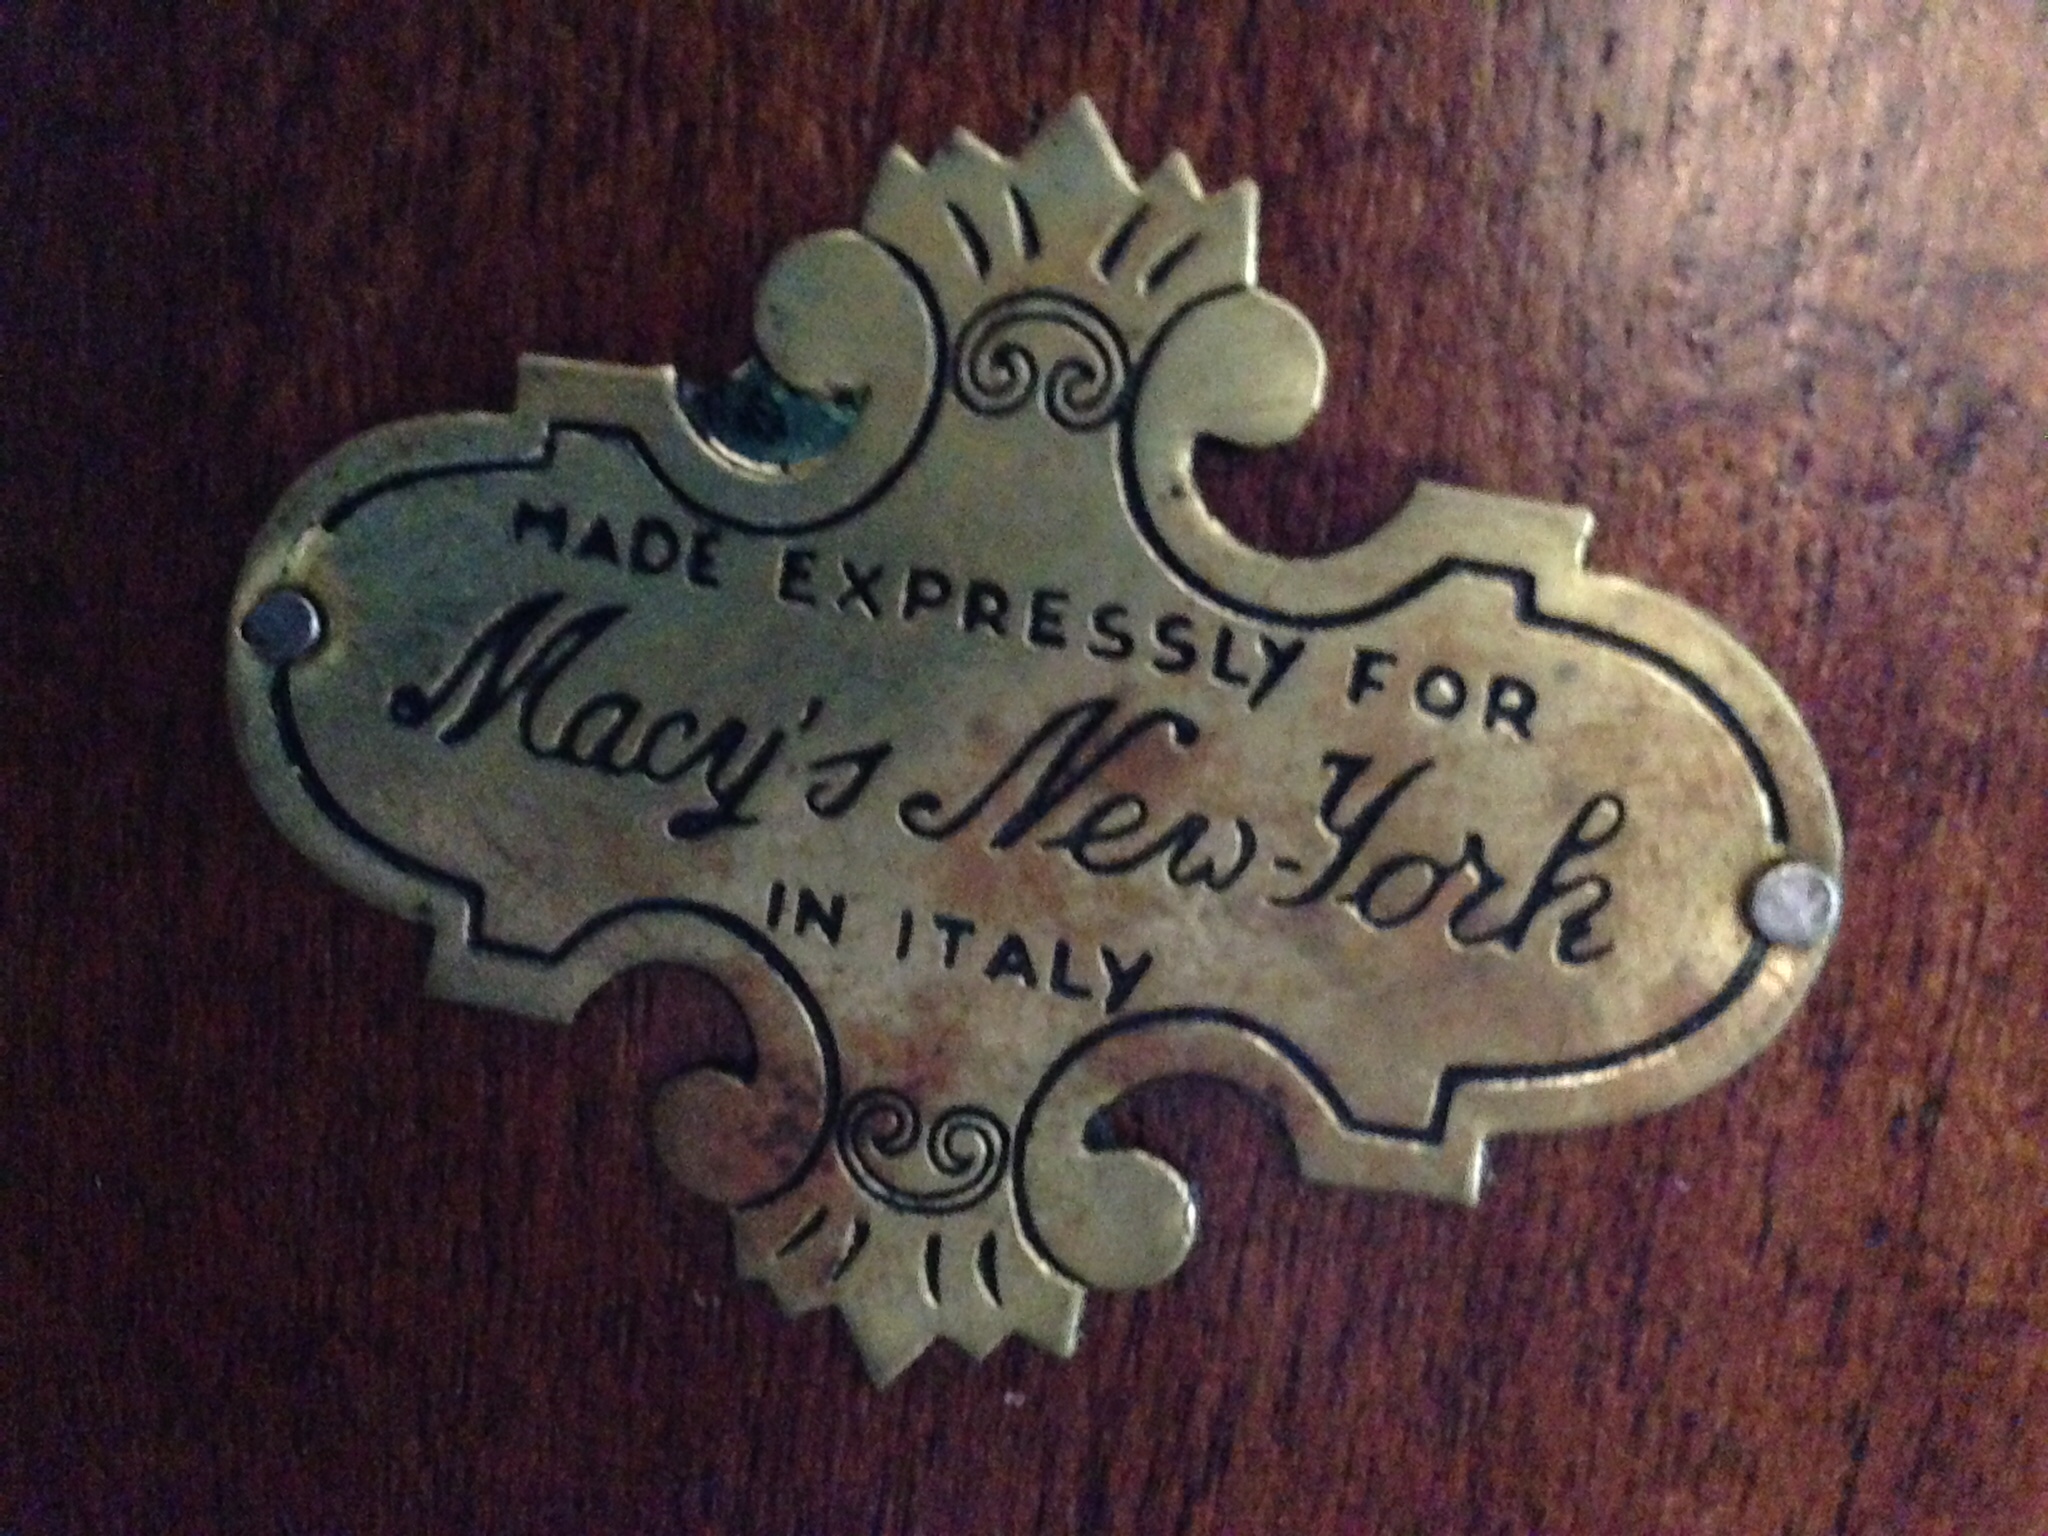 MADE EXPRESSLY FOR
Macy's New-York
IN ITALY